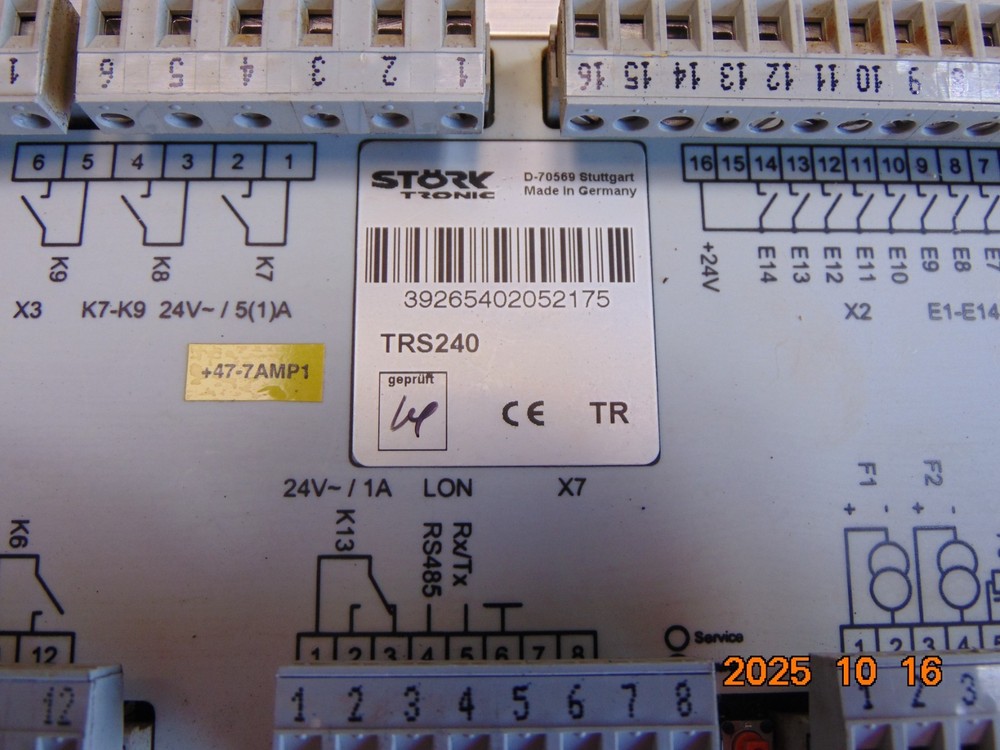 1 6 5 4 3 2 1 16 15 14 13 12 11 10 9 8
6 5 4 3 2 1
16 15 14 13 12 11 10 9 8 7
STÖRK
TRONIC
D-70569 Stuttgart
Made in Germany
39265402052175
TRS240
geprüft
CE TR
K9 K8 K7
X3 K7-K9 24V~ / 5(1)A
+24V E14 E13 E12 E11 E10 E9 E8 E7
X2 E1-E14
+47-7AMP1
24V~ / 1A LON X7
K6
K13 RS485 Rx/Tx
F1 F2
+ - + -
12
1 2 3 4 5 6 7 8
Service
1 2 3 4 5
12
1 2 3 4 5 6 7 8
1 2 3
2025 10 16